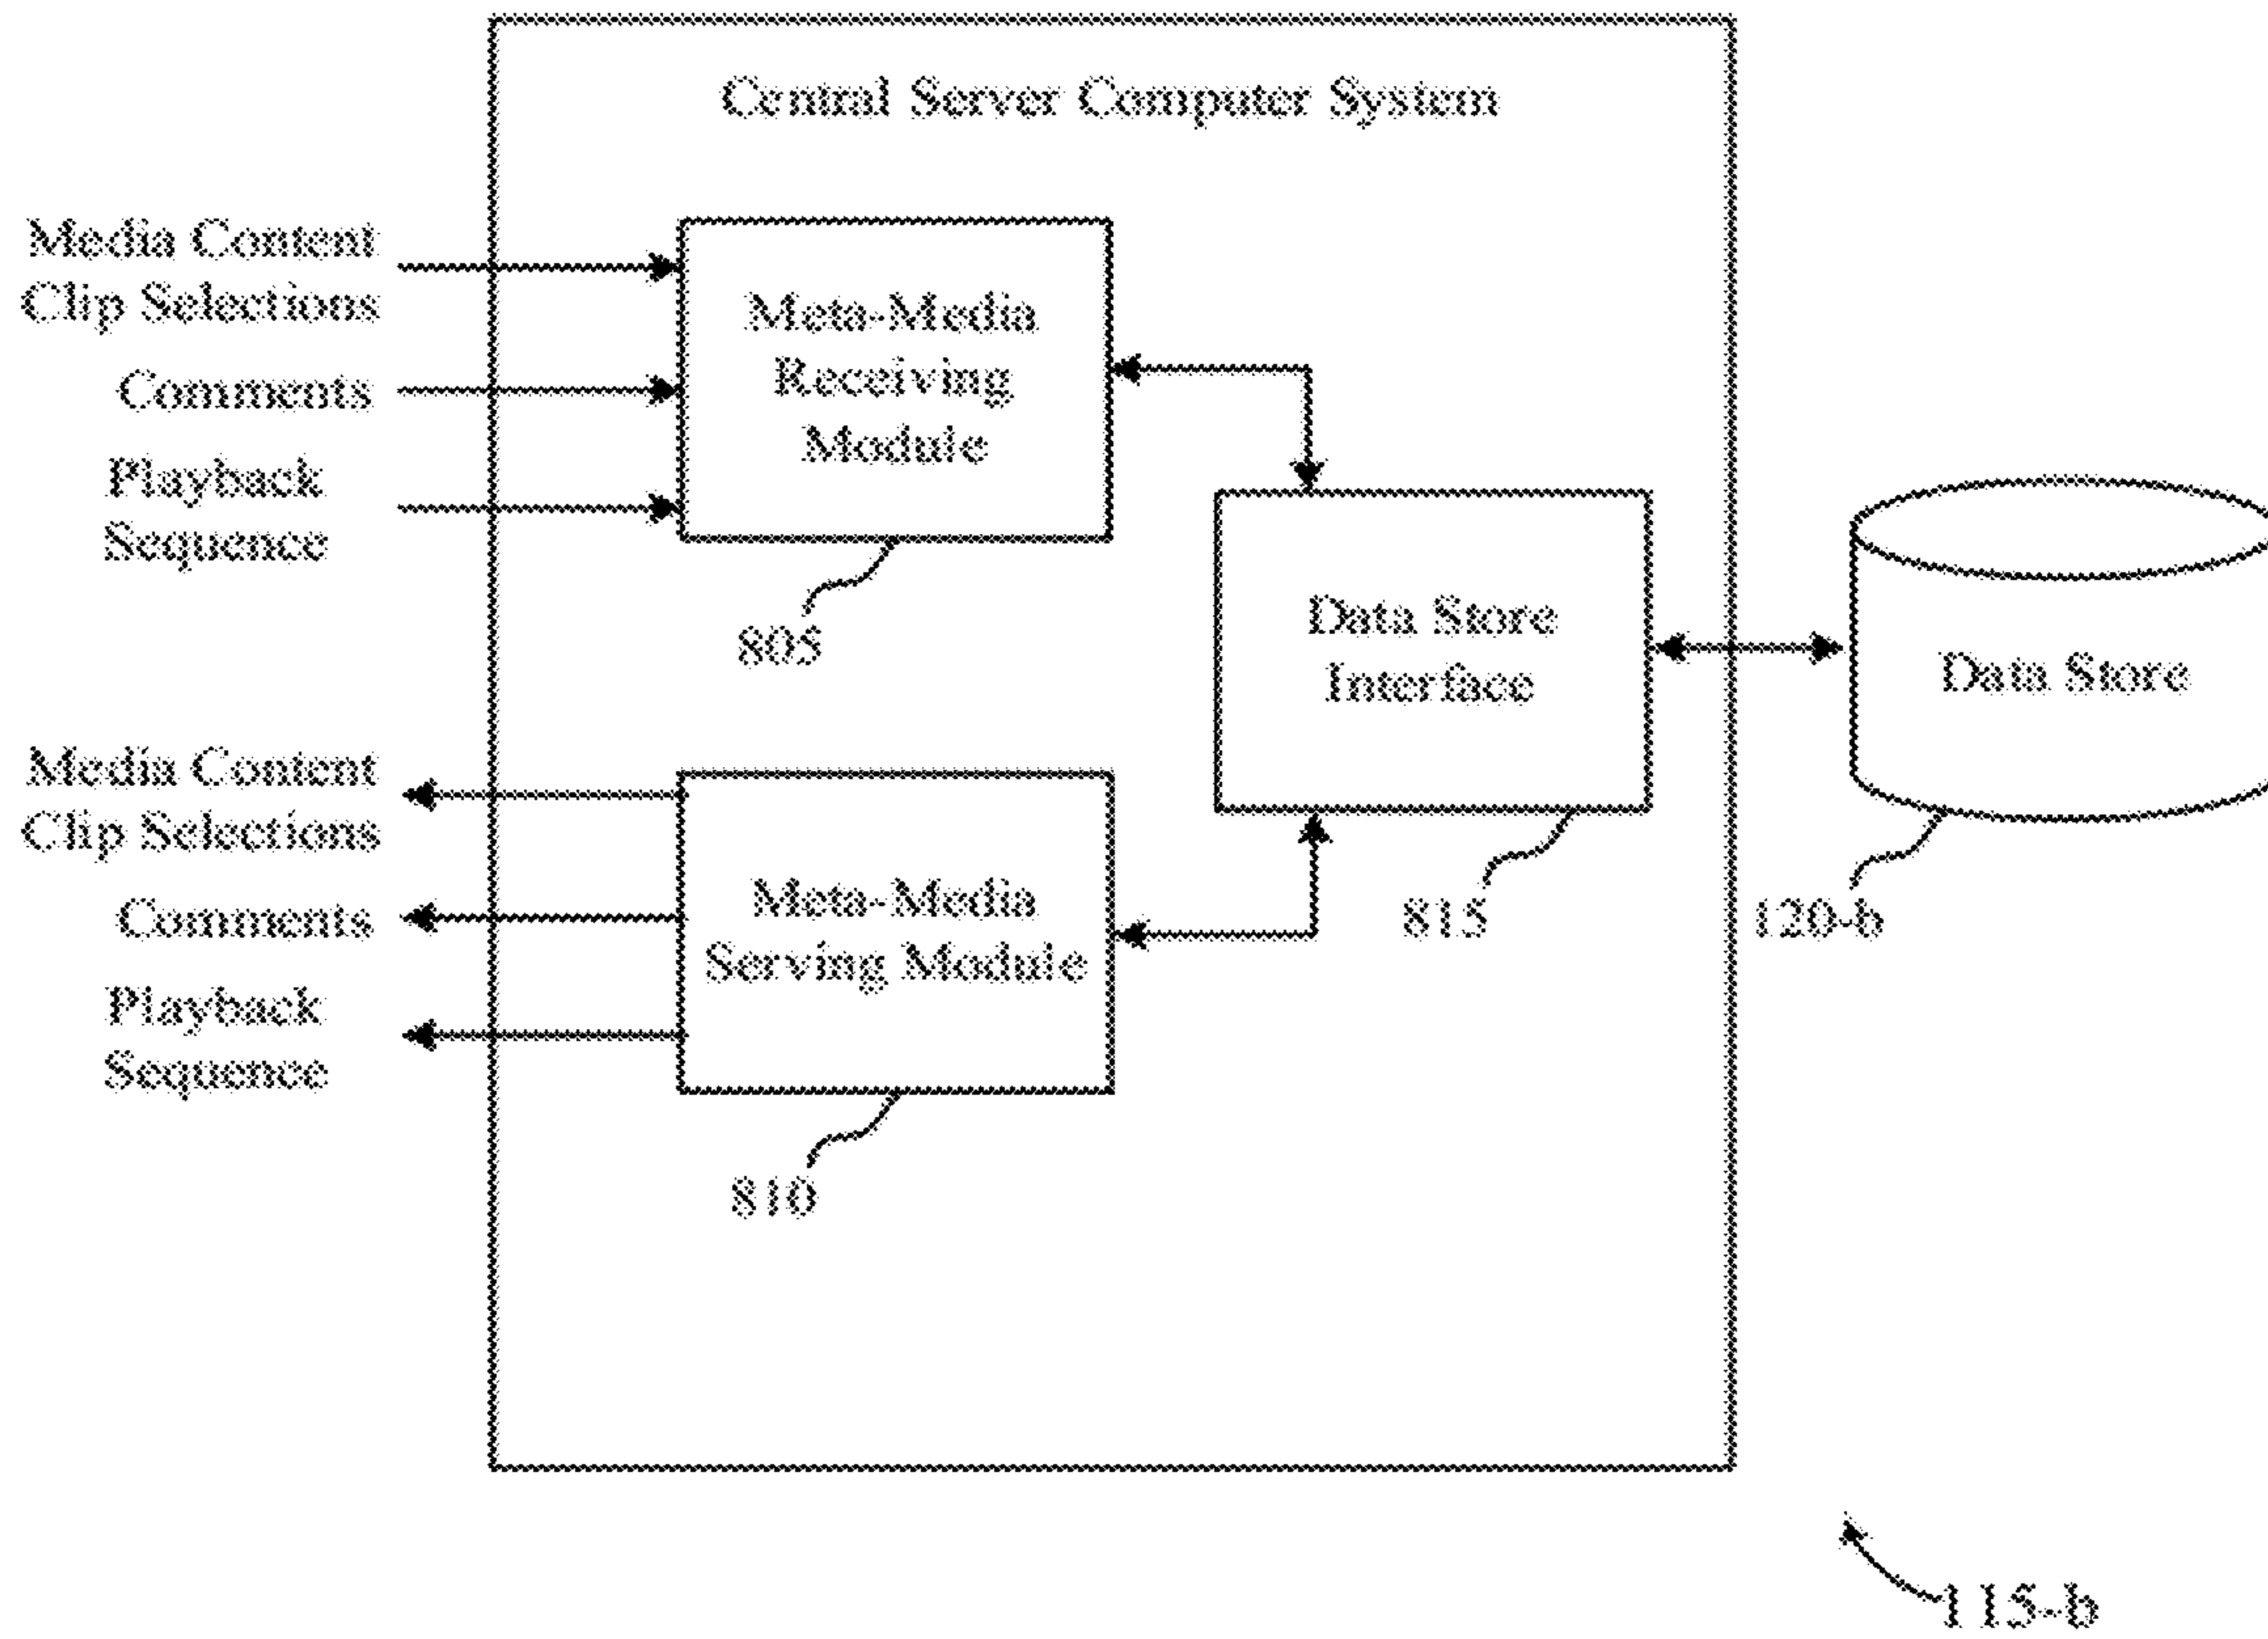 Central Server Computer System
Media Content
Clip Selections
Comments
Playback
Sequence
Meta-Media
Receiving
Module
805
Data Store
Interface
815
Data Store
120-b
Media Content
Clip Selections
Comments
Playback
Sequence
Meta-Media
Serving Module
810
115-b